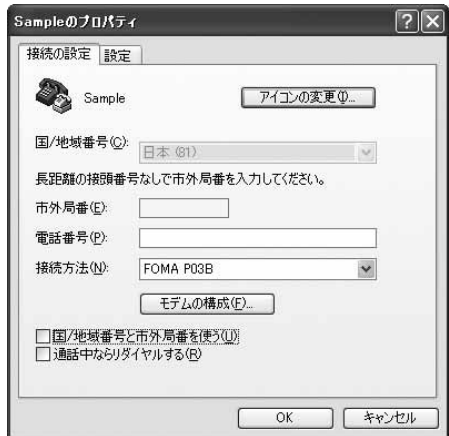 Sampleのプロパティ
接続の設定 設定
Sample アイコンの変更(I)...
国/地域番号(C): 日本 (81)
長距離の接頭番号なしで市外局番を入力してください。
市外局番(E):
電話番号(P):
接続方法(N): FOMA P03B
モデムの構成(F)...
国/地域番号と市外局番を使う(U)
通話中ならリダイヤルする(R)
OK キャンセル